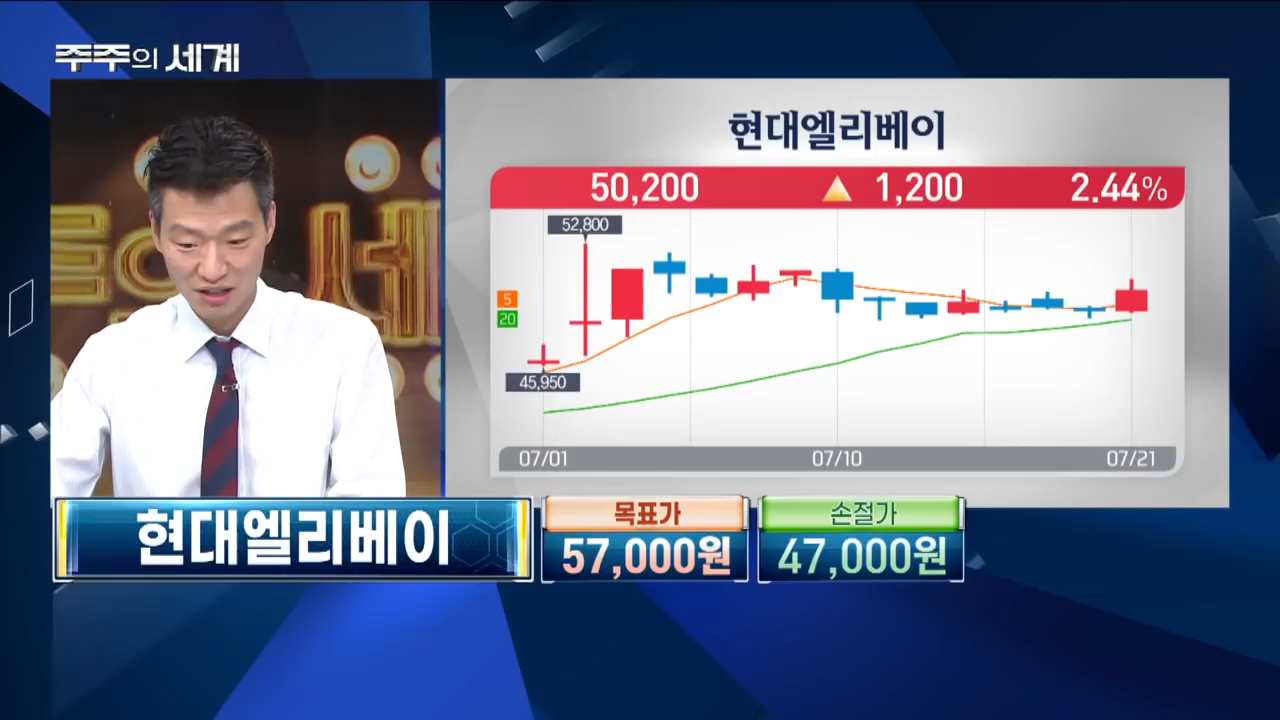 주주의 세계
현대엘리베이
50,200 ▲ 1,200 2.44%
52,800
5
20
45,950
07/01 07/10 07/21
현대엘리베이
목표가
57,000원
손절가
47,000원